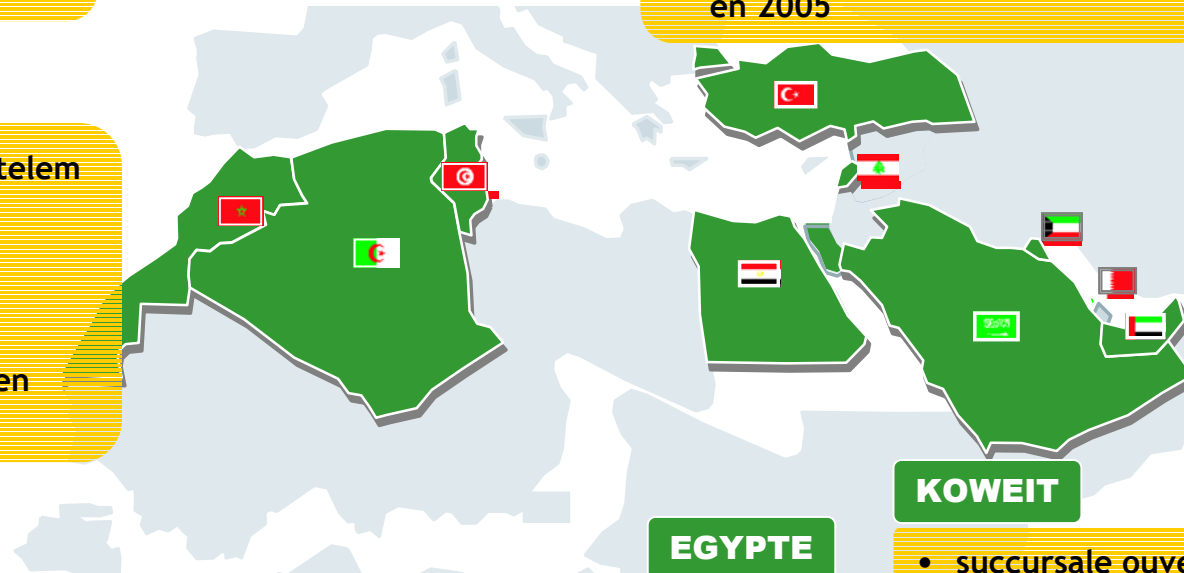 en 2005
telem
en
KOWEIT
EGYPTE
• succursale ouve